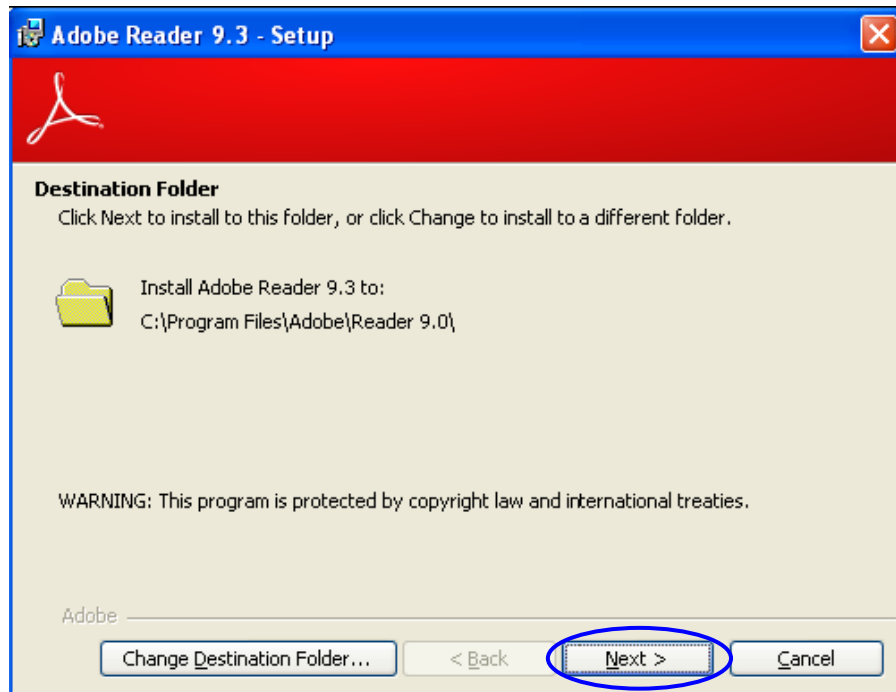 Adobe Reader 9.3 - Setup
Destination Folder
Click Next to install to this folder, or click Change to install to a different folder.
Install Adobe Reader 9.3 to:
C:\Program Files\Adobe\Reader 9.0\
WARNING: This program is protected by copyright law and international treaties.
Adobe
Change Destination Folder... < Back Next > Cancel